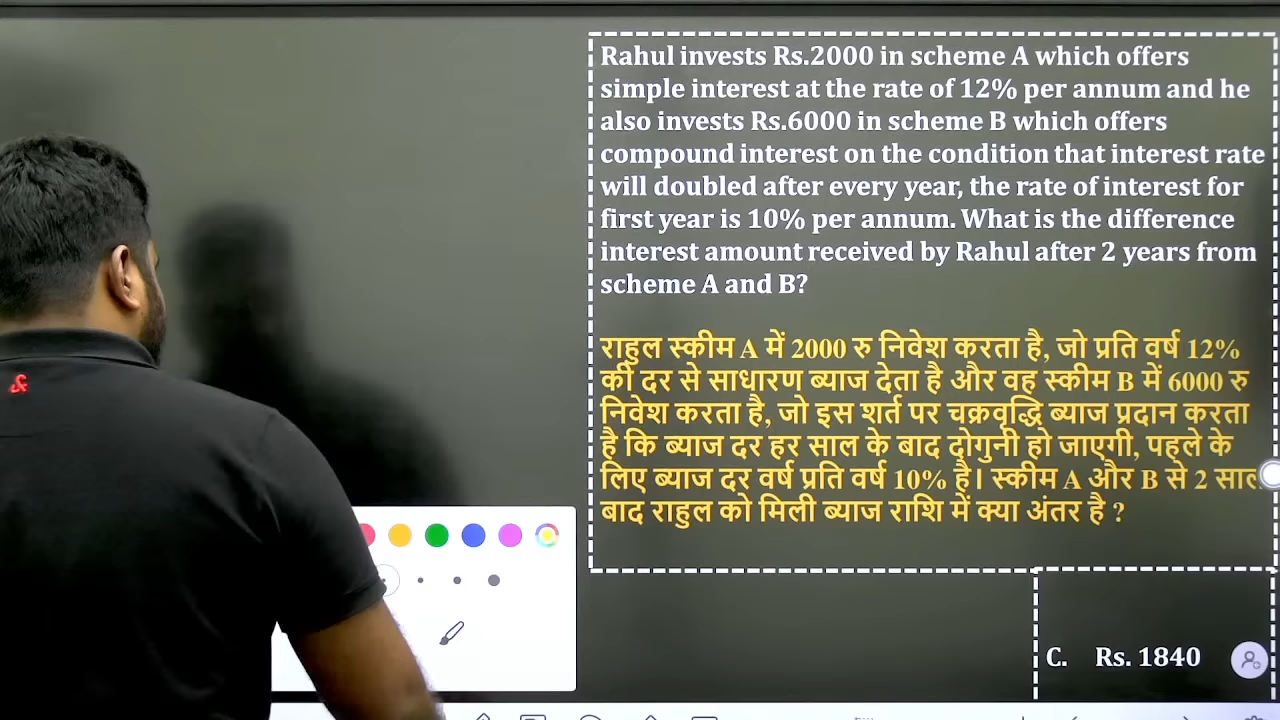 Rahul invests Rs.2000 in scheme A which offers
simple interest at the rate of 12% per annum and he
also invests Rs.6000 in scheme B which offers
compound interest on the condition that interest rate
will doubled after every year, the rate of interest for
first year is 10% per annum. What is the difference
interest amount received by Rahul after 2 years from
scheme A and B?
राहुल स्कीम A में 2000 रु निवेश करता है, जो प्रति वर्ष 12%
की दर से साधारण ब्याज देता है और वह स्कीम B में 6000 रु
निवेश करता है, जो इस शर्त पर चक्रवृद्धि ब्याज प्रदान करता
है कि ब्याज दर हर साल के बाद दोगुनी हो जाएगी, पहले के
लिए ब्याज दर वर्ष प्रति वर्ष 10% है। स्कीम A और B से 2 साल
बाद राहुल को मिली ब्याज राशि में क्या अंतर है ?
C. Rs. 1840